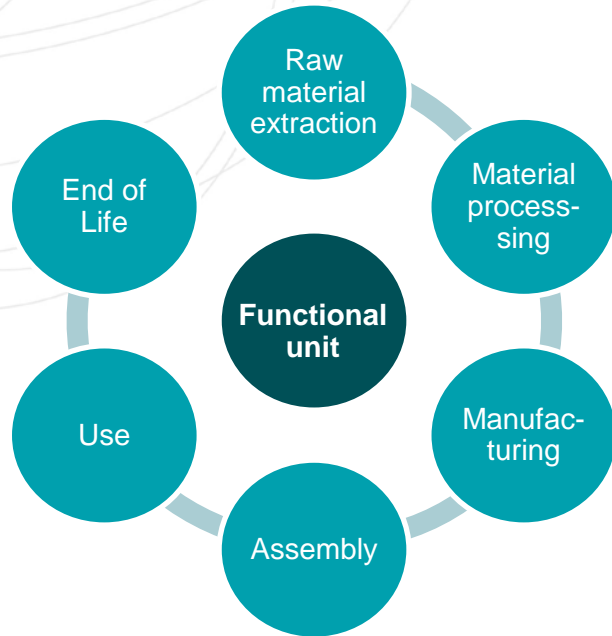 Raw
material
extraction
Material
process-
sing
Manufac-
turing
Assembly
Use
End of
Life
Functional
unit